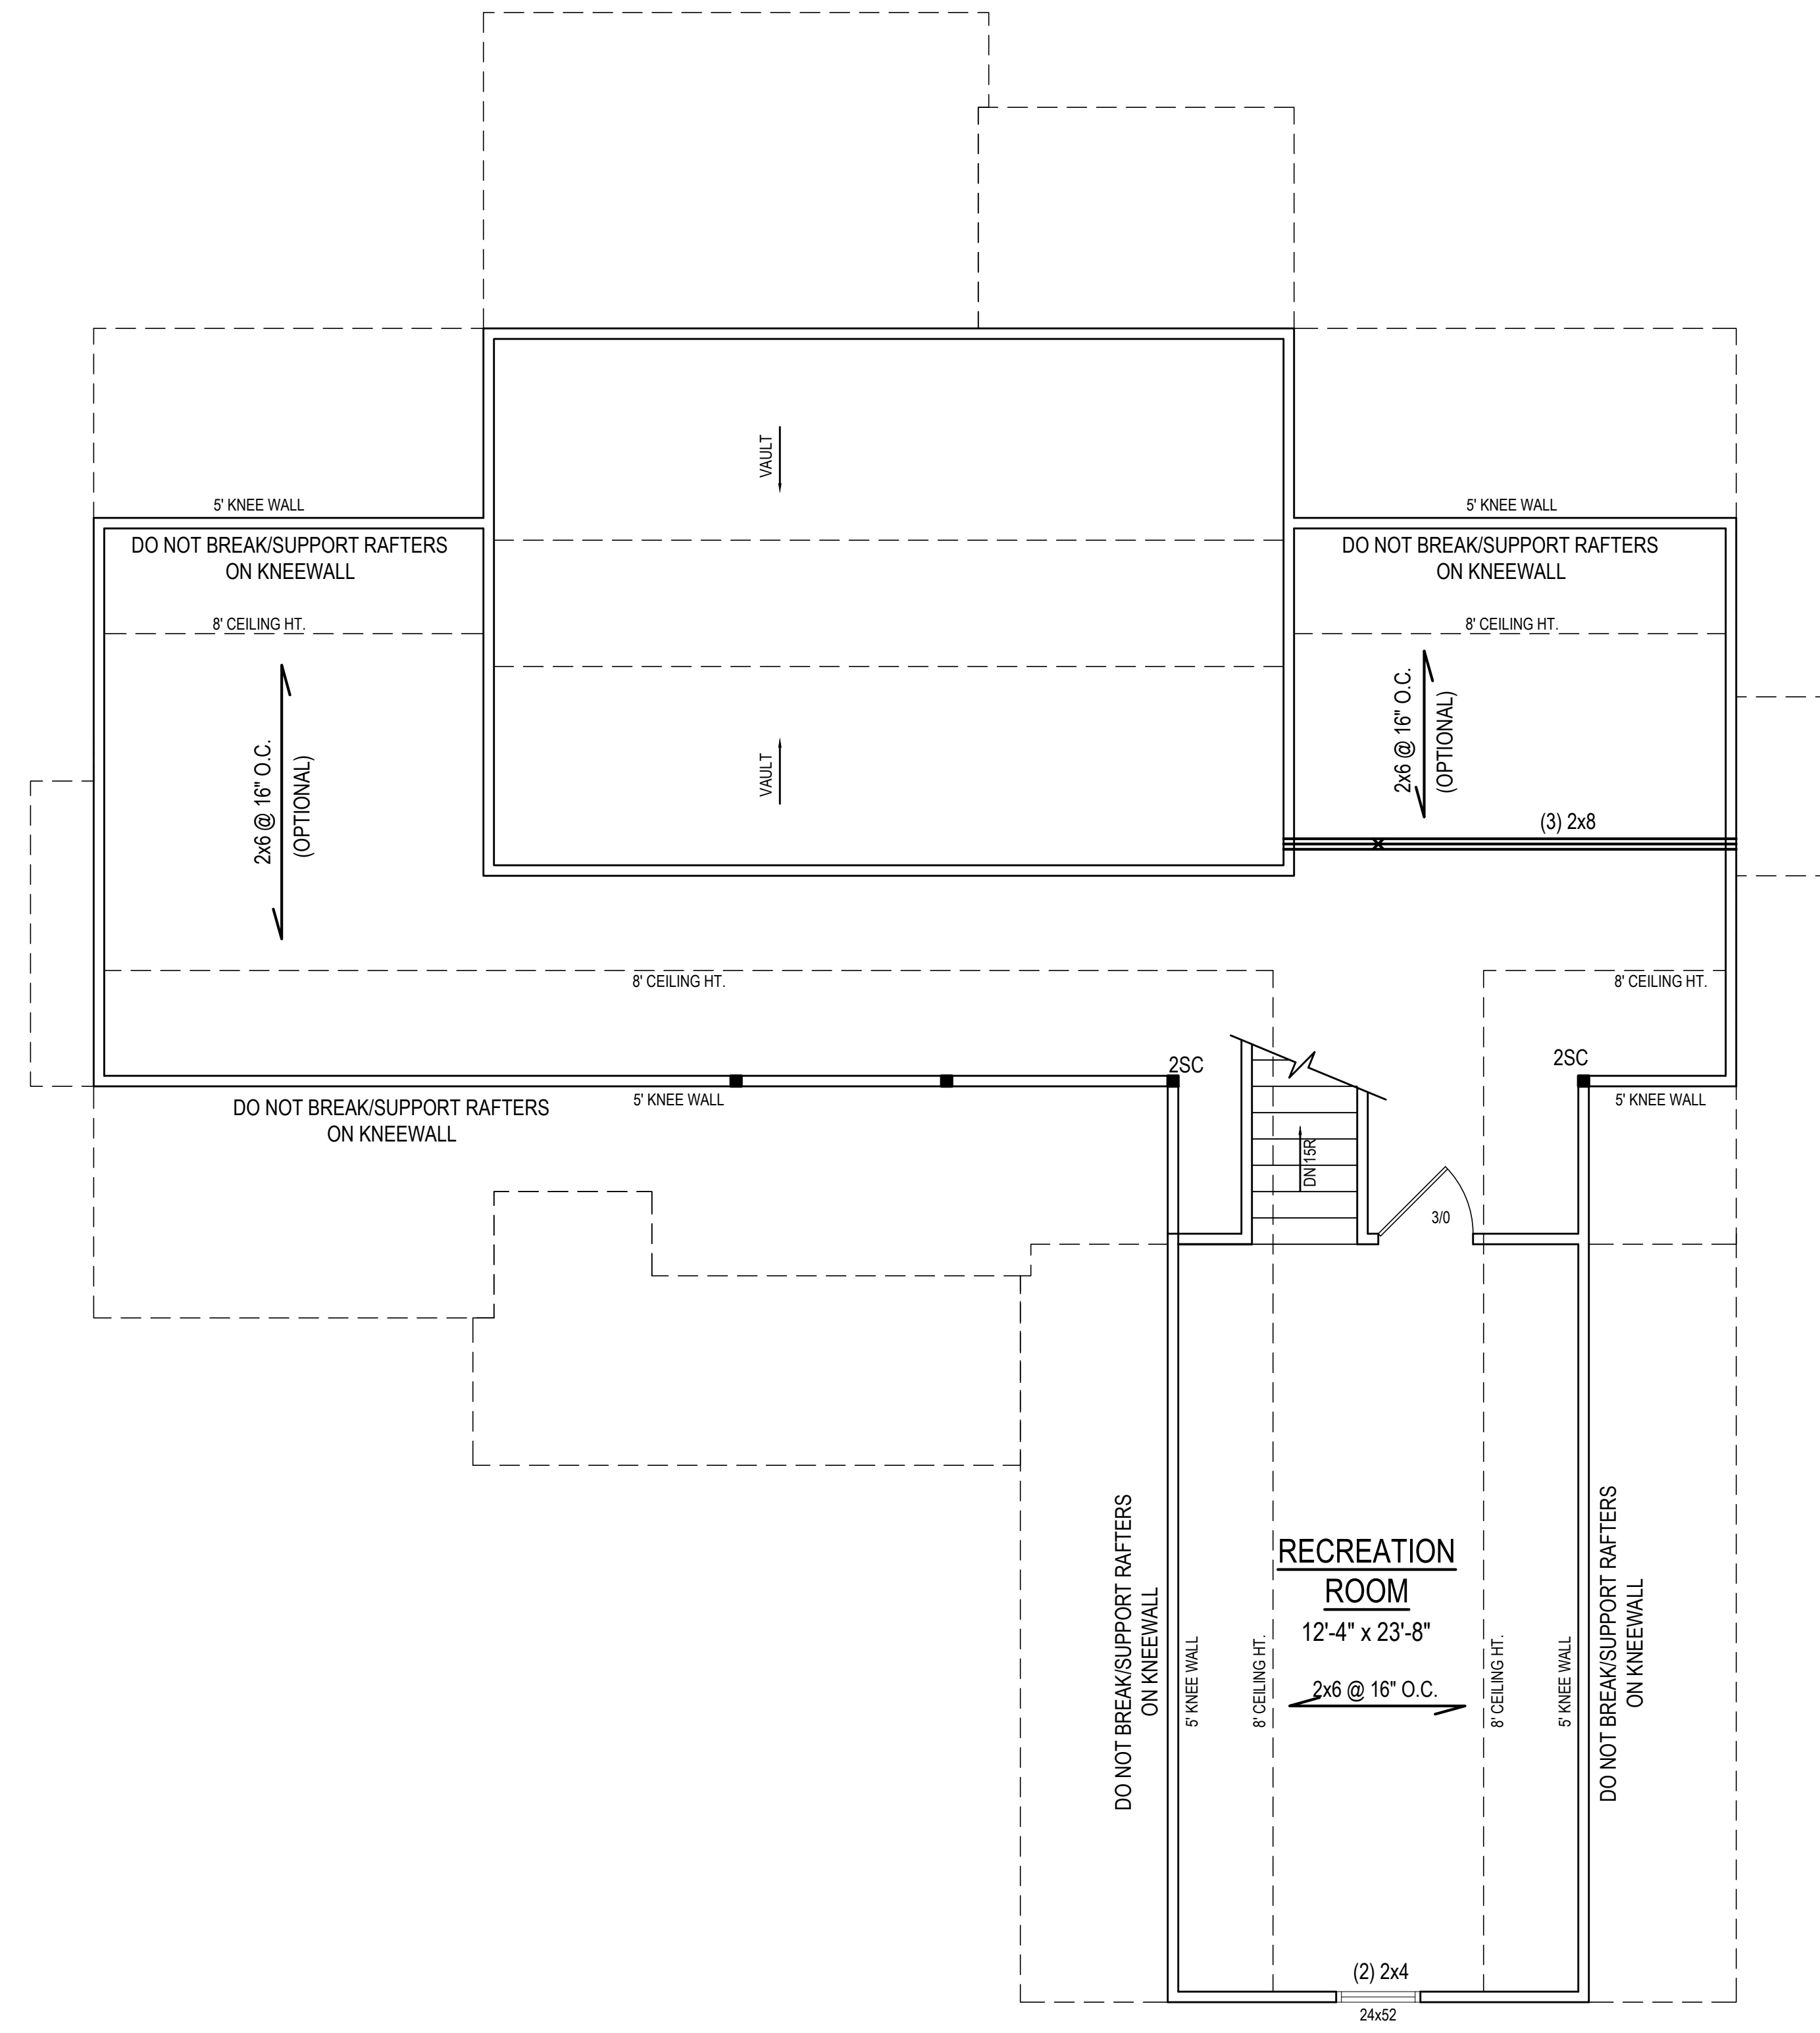 VAULT
5' KNEE WALL
5' KNEE WALL
DO NOT BREAK/SUPPORT RAFTERS
ON KNEEWALL
DO NOT BREAK/SUPPORT RAFTERS
ON KNEEWALL
8' CEILING HT.
8' CEILING HT.
2x6 @ 16" O.C.
(OPTIONAL)
VAULT
2x6 @ 16" O.C.
(OPTIONAL)
(3) 2x8
8' CEILING HT.
8' CEILING HT.
2SC
2SC
5' KNEE WALL
5' KNEE WALL
DO NOT BREAK/SUPPORT RAFTERS
ON KNEEWALL
DN 15R
3/0
RECREATION
ROOM
12'-4" x 23'-8"
2x6 @ 16" O.C.
DO NOT BREAK/SUPPORT RAFTERS
ON KNEEWALL
5' KNEE WALL
8' CEILING HT.
8' CEILING HT.
5' KNEE WALL
DO NOT BREAK/SUPPORT RAFTERS
ON KNEEWALL
(2) 2x4
24x52